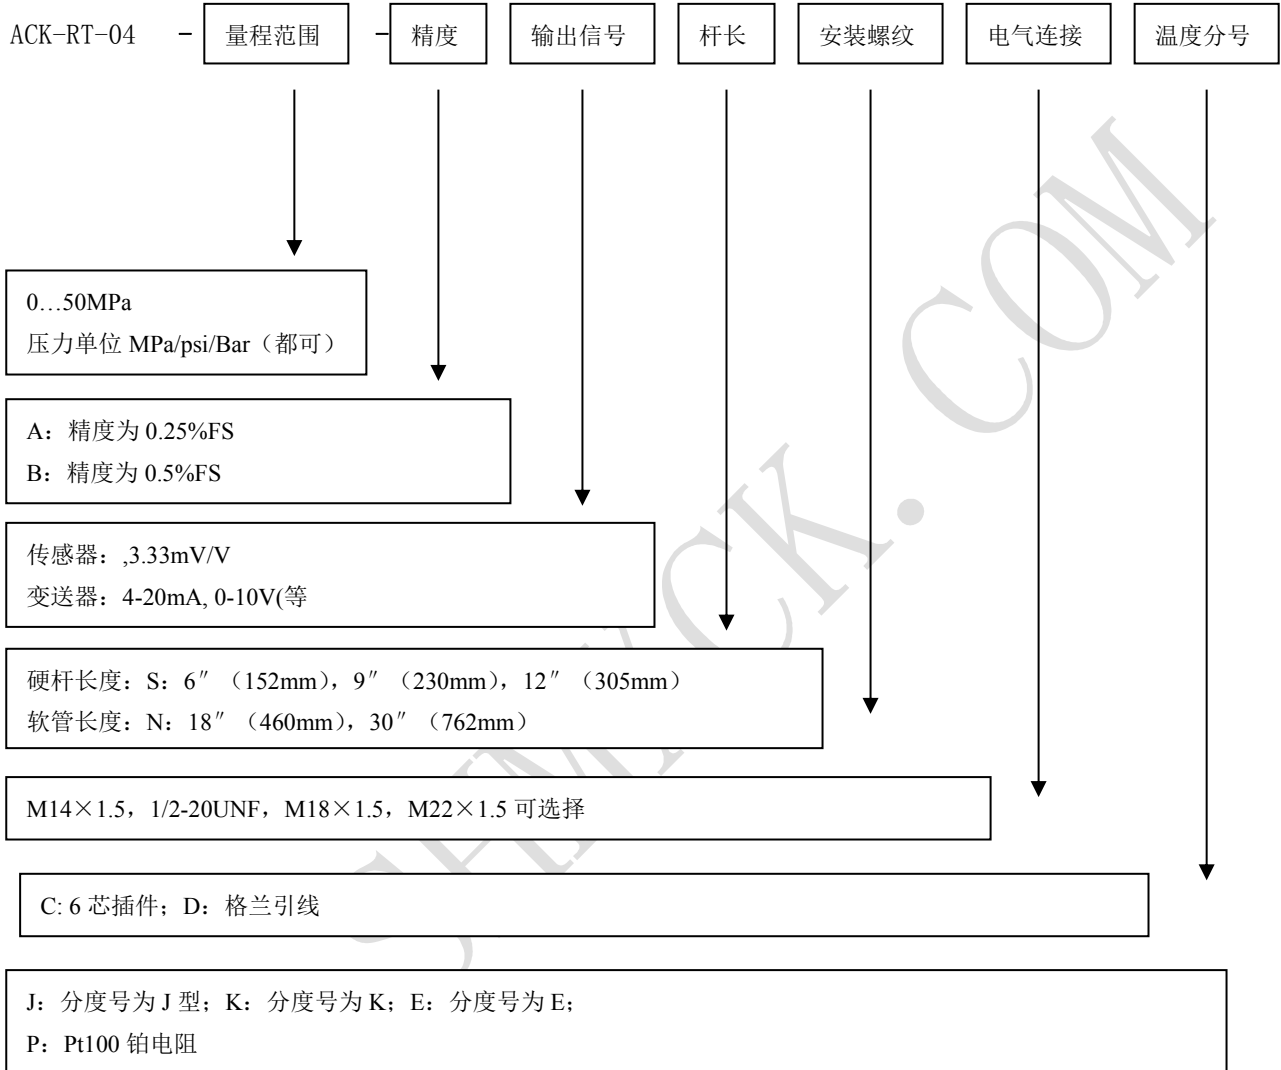 ACK-RT-04 - 量程范围 - 精度 输出信号 杆长 安装螺纹 电气连接 温度分号
0…50MPa
压力单位 MPa/psi/Bar（都可）
A：精度为 0.25%FS
B：精度为 0.5%FS
传感器：,3.33mV/V
变送器：4-20mA, 0-10V(等
硬杆长度：S：6″（152mm），9″（230mm），12″（305mm）
软管长度：N：18″（460mm），30″（762mm）
M14×1.5，1/2-20UNF，M18×1.5，M22×1.5 可选择
C: 6 芯插件；D：格兰引线
J：分度号为 J 型；K：分度号为 K；E：分度号为 E；
P：Pt100 铂电阻
SHMCK.COM